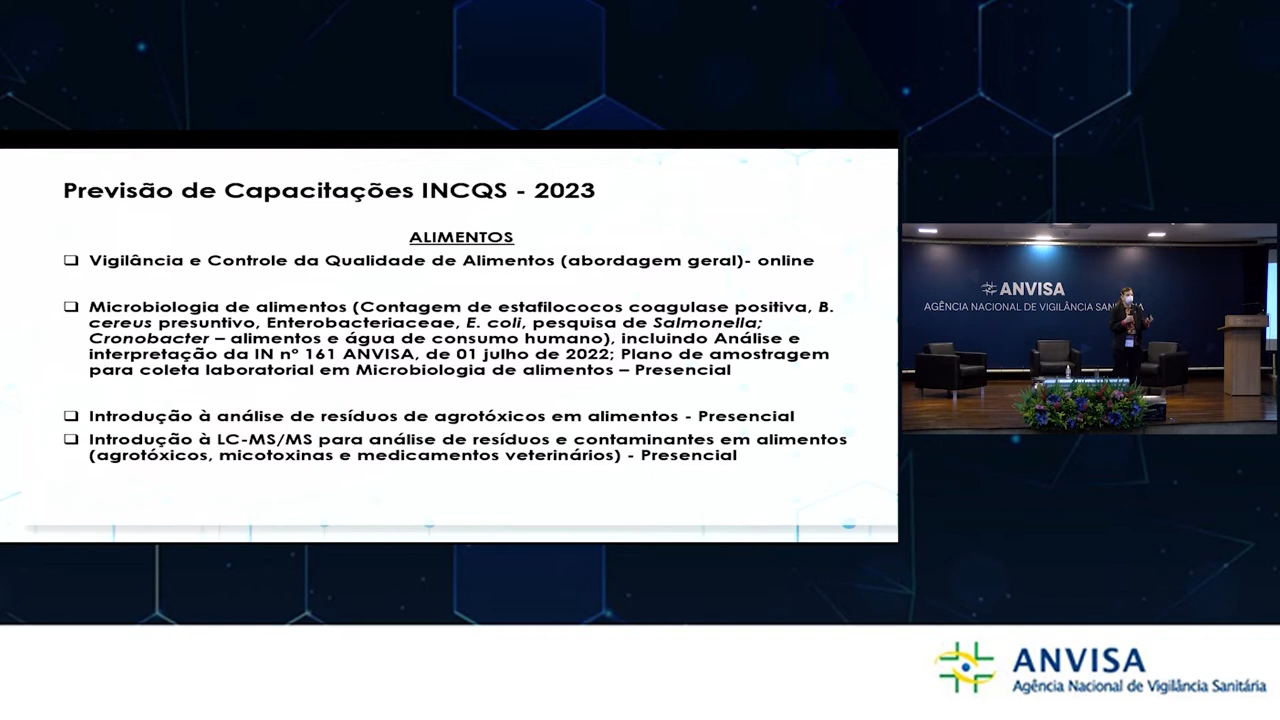 Previsão de Capacitações INCQS - 2023
ALIMENTOS
❑ Vigilância e Controle da Qualidade de Alimentos (abordagem geral)- online
❑ Microbiologia de alimentos (Contagem de estafilococos coagulase positiva, B.
cereus presuntivo, Enterobacteriaceae, E. coli, pesquisa de Salmonella;
Cronobacter – alimentos e água de consumo humano), incluindo Análise e
interpretação da IN nº 161 ANVISA, de 01 julho de 2022; Plano de amostragem
para coleta laboratorial em Microbiologia de alimentos – Presencial
❑ Introdução à análise de resíduos de agrotóxicos em alimentos - Presencial
❑ Introdução à LC-MS/MS para análise de resíduos e contaminantes em alimentos
(agrotóxicos, micotoxinas e medicamentos veterinários) - Presencial
ANVISA
AGÊNCIA NACIONAL DE VIGILÂNCIA
ANVISA
Agência Nacional de Vigilância Sanitária